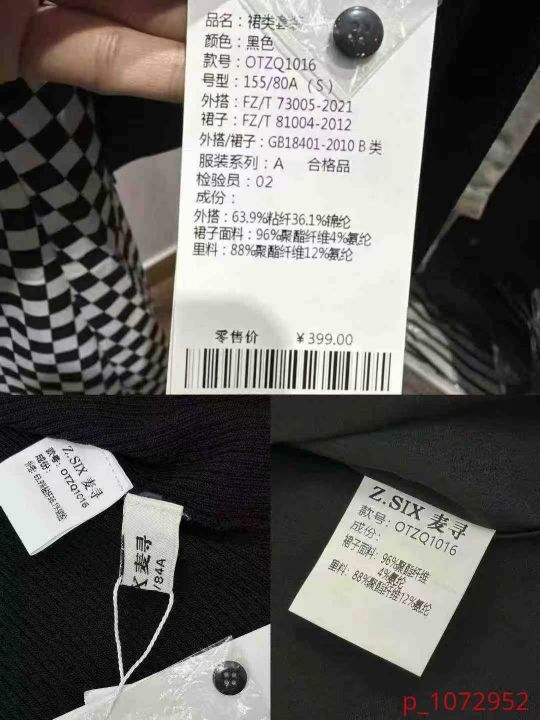 品名：裙类套装
颜色：黑色
款号：OTZQ1016
号型：155/80A （S）
外搭：FZ/T 73005-2021
裙子：FZ/T 81004-2012
外搭/裙子：GB18401-2010 B 类
服装系列：A 合格品
检验员：02
成份：
外搭：63.9%粘纤36.1%锦纶
裙子面料：96%聚酯纤维4%氨纶
里料：88%聚酯纤维12%氨纶
零售价 ￥399.00
Z.SIX 麦寻
款号：OTZQ1016
成份：
X 麦寻
/84A
Z.SIX 麦寻
款号：OTZQ1016
成份：
裙子面料：96%聚酯纤维
4%氨纶
里料：88%聚酯纤维12%氨纶
p_1072952